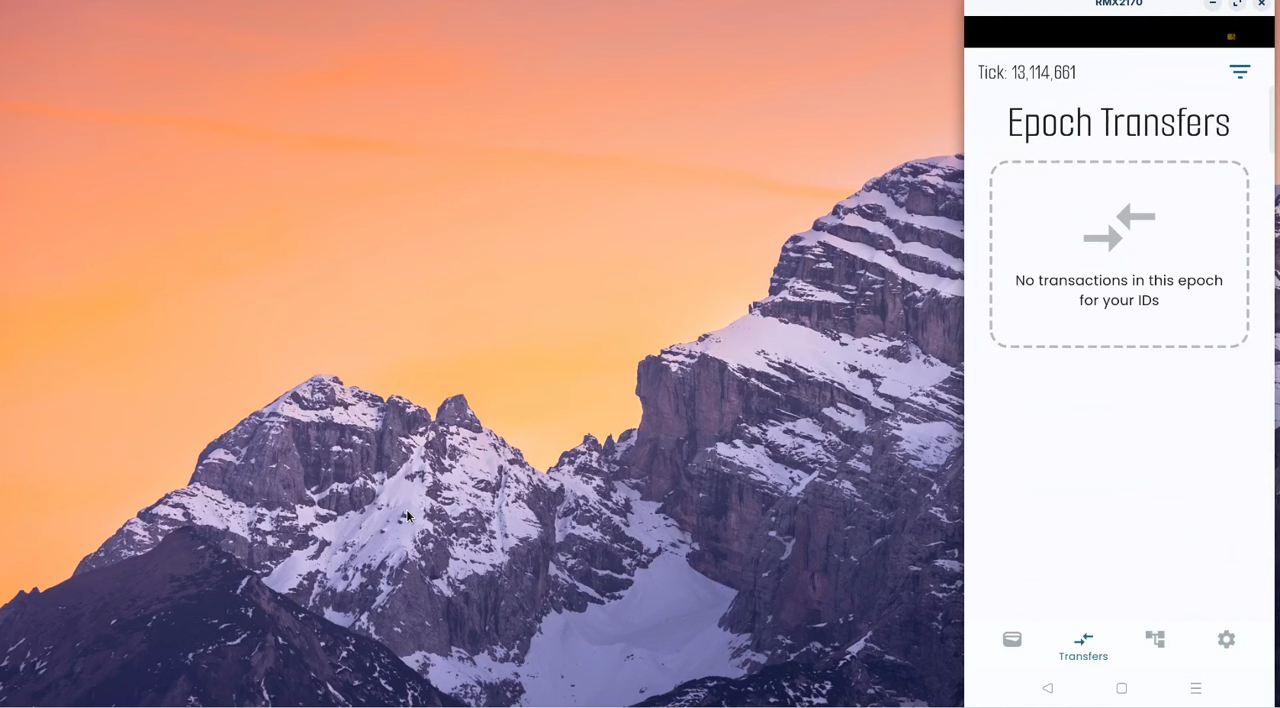 RMX2170
Tick: 13,114,661
Epoch Transfers
No transactions in this epoch
for your IDs
Transfers